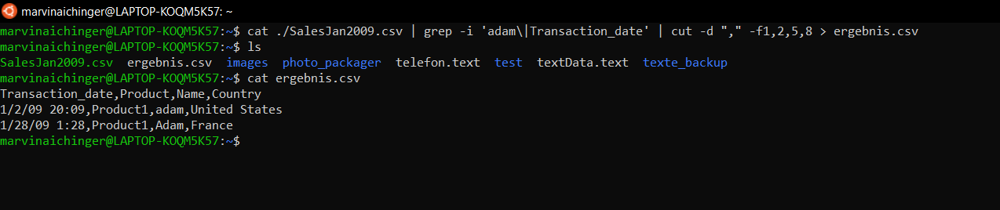 marvinaichinger@LAPTOP-KOQM5K57: ~
marvinaichinger@LAPTOP-KOQM5K57:~$ cat ./SalesJan2009.csv | grep -i 'adam\|Transaction_date' | cut -d "," -f1,2,5,8 > ergebnis.csv
marvinaichinger@LAPTOP-KOQM5K57:~$ ls
SalesJan2009.csv  ergebnis.csv  images  photo_packager  telefon.text  test  textData.text  texte_backup
marvinaichinger@LAPTOP-KOQM5K57:~$ cat ergebnis.csv
Transaction_date,Product,Name,Country
1/2/09 20:09,Product1,adam,United States
1/28/09 1:28,Product1,Adam,France
marvinaichinger@LAPTOP-KOQM5K57:~$